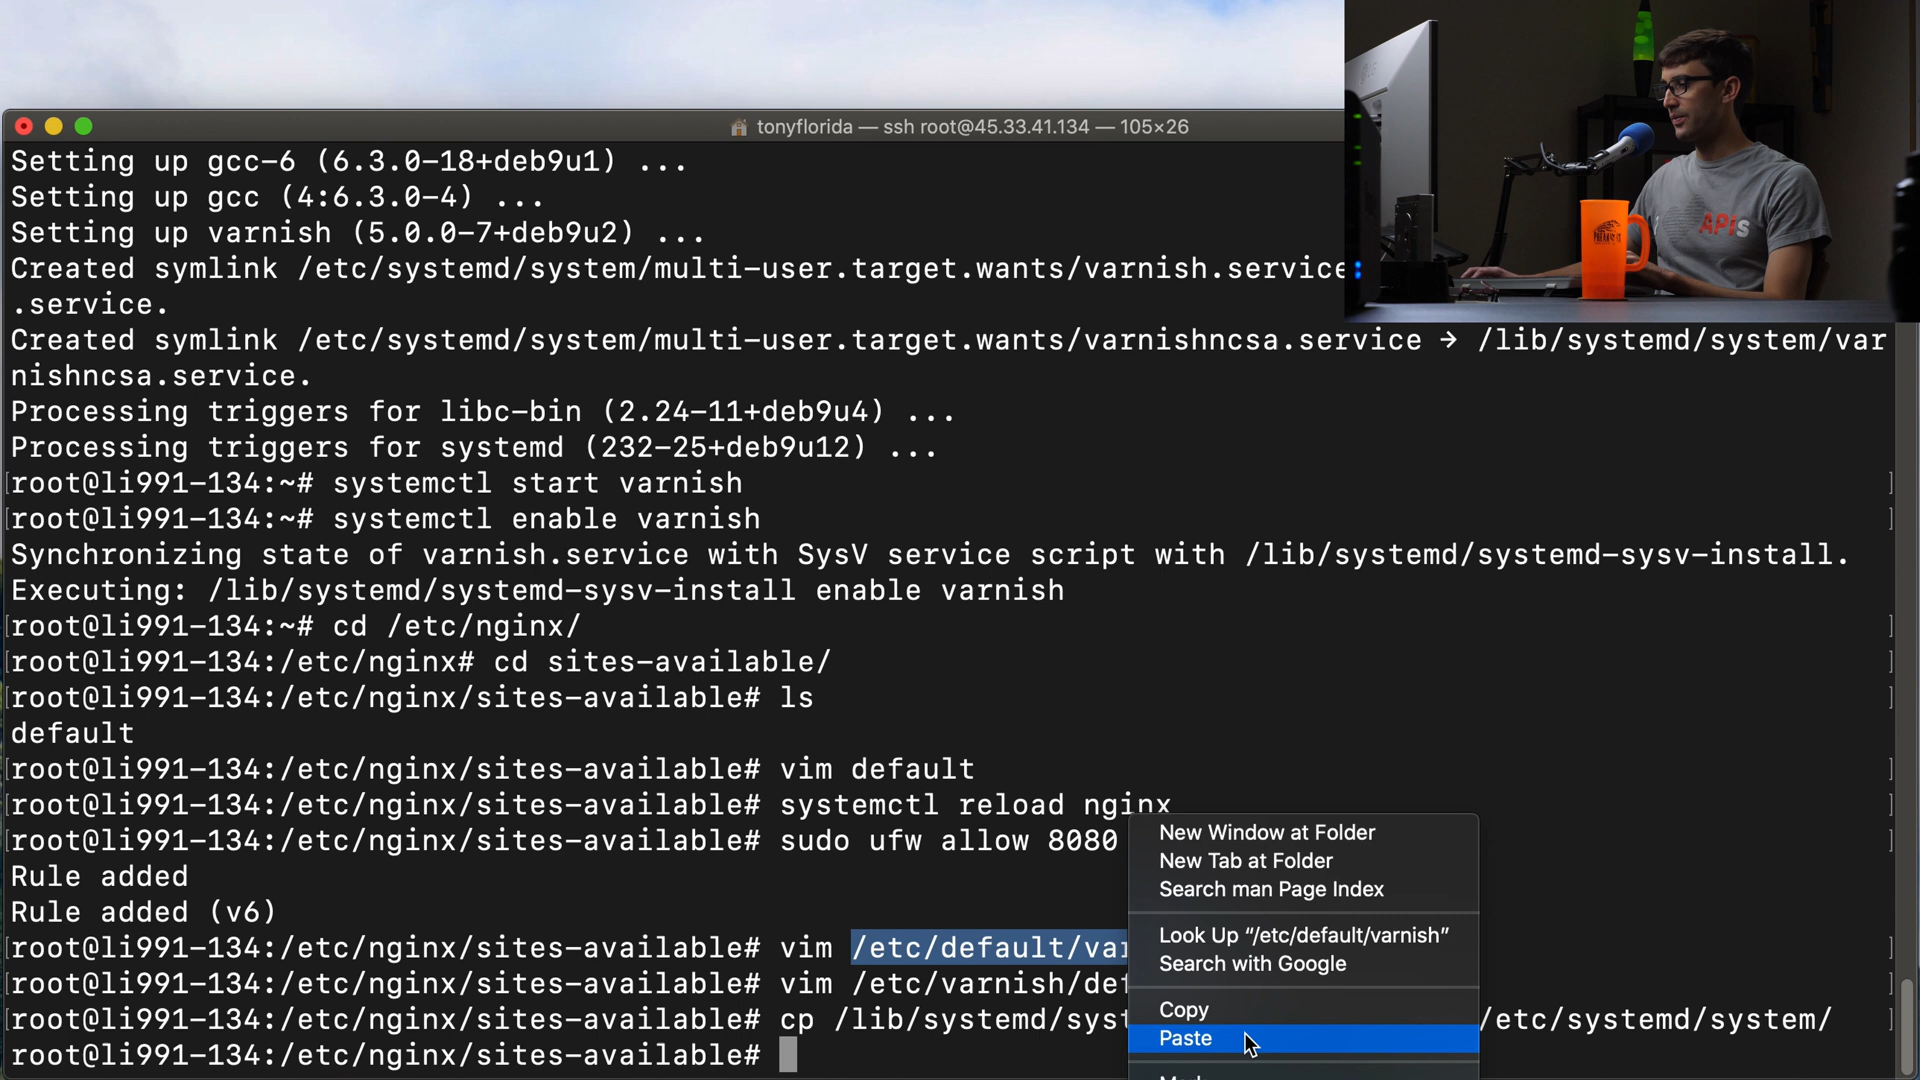 tonyflorida — ssh root@45.33.41.134 — 105×26
Setting up gcc-6 (6.3.0-18+deb9u1) ...
Setting up gcc (4:6.3.0-4) ...
Setting up varnish (5.0.0-7+deb9u2) ...
Created symlink /etc/systemd/system/multi-user.target.wants/varnish.service
.service.
Created symlink /etc/systemd/system/multi-user.target.wants/varnishncsa.service → /lib/systemd/system/var
nishncsa.service.
Processing triggers for libc-bin (2.24-11+deb9u4) ...
Processing triggers for systemd (232-25+deb9u12) ...
[root@li991-134:~# systemctl start varnish ]
[root@li991-134:~# systemctl enable varnish ]
Synchronizing state of varnish.service with SysV service script with /lib/systemd/systemd-sysv-install.
Executing: /lib/systemd/systemd-sysv-install enable varnish
[root@li991-134:~# cd /etc/nginx/ ]
[root@li991-134:/etc/nginx# cd sites-available/ ]
[root@li991-134:/etc/nginx/sites-available# ls ]
default
[root@li991-134:/etc/nginx/sites-available# vim default ]
[root@li991-134:/etc/nginx/sites-available# systemctl reload nginx ]
[root@li991-134:/etc/nginx/sites-available# sudo ufw allow 8080 ]
Rule added
Rule added (v6)
[root@li991-134:/etc/nginx/sites-available# vim /etc/default/var ]
[root@li991-134:/etc/nginx/sites-available# vim /etc/varnish/def ]
[root@li991-134:/etc/nginx/sites-available# cp /lib/systemd/syst /etc/systemd/system/ ]
root@li991-134:/etc/nginx/sites-available#
New Window at Folder
New Tab at Folder
Search man Page Index
Look Up “/etc/default/varnish”
Search with Google
Copy
Paste
APIs